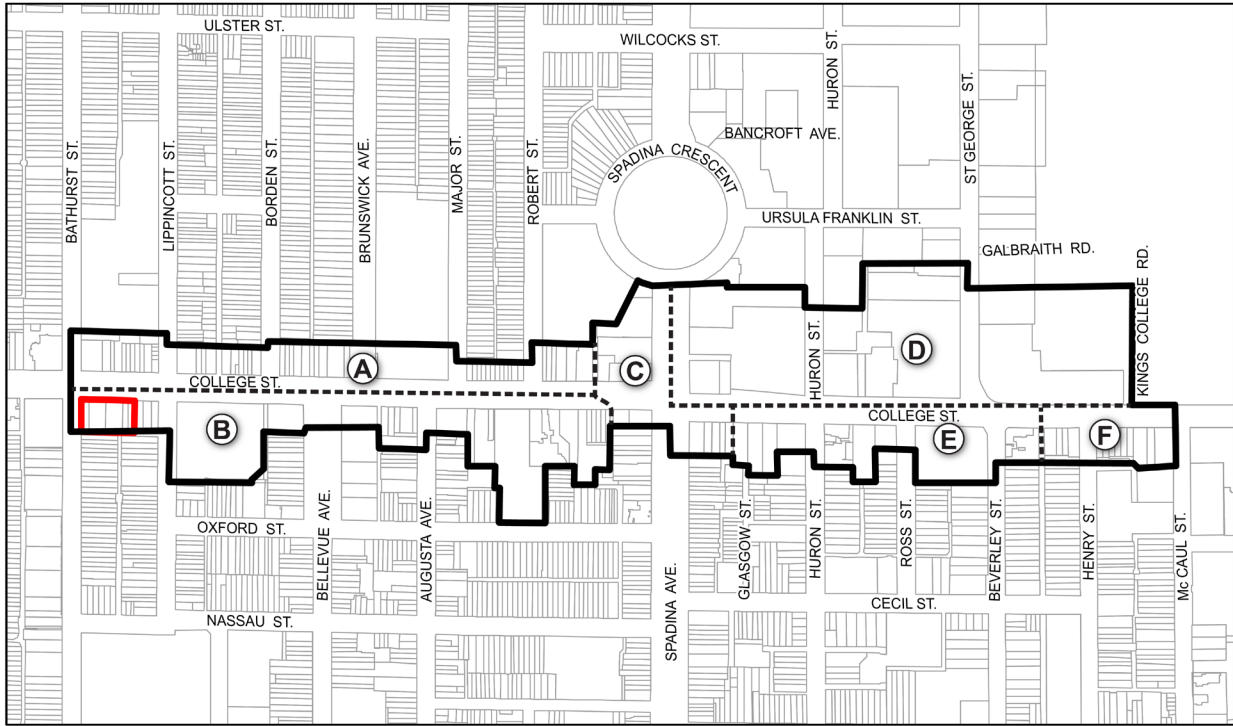 ULSTER ST.
WILCOCKS ST.
HURON ST.
ST GEORGE ST.
BANCROFT AVE.
SPADINA CRESCENT
BATHURST ST.
LIPPINCOTT ST.
BORDEN ST.
BRUNSWICK AVE.
MAJOR ST.
ROBERT ST.
URSULA FRANKLIN ST.
GALBRAITH RD.
KINGS COLLEGE RD.
A
C
D
HURON ST.
COLLEGE ST.
COLLEGE ST.
B
E
F
OXFORD ST.
BELLEVUE AVE.
AUGUSTA AVE.
SPADINA AVE.
GLASGOW ST.
HURON ST.
ROSS ST.
BEVERLEY ST.
HENRY ST.
Mc CAUL ST.
CECIL ST.
NASSAU ST.